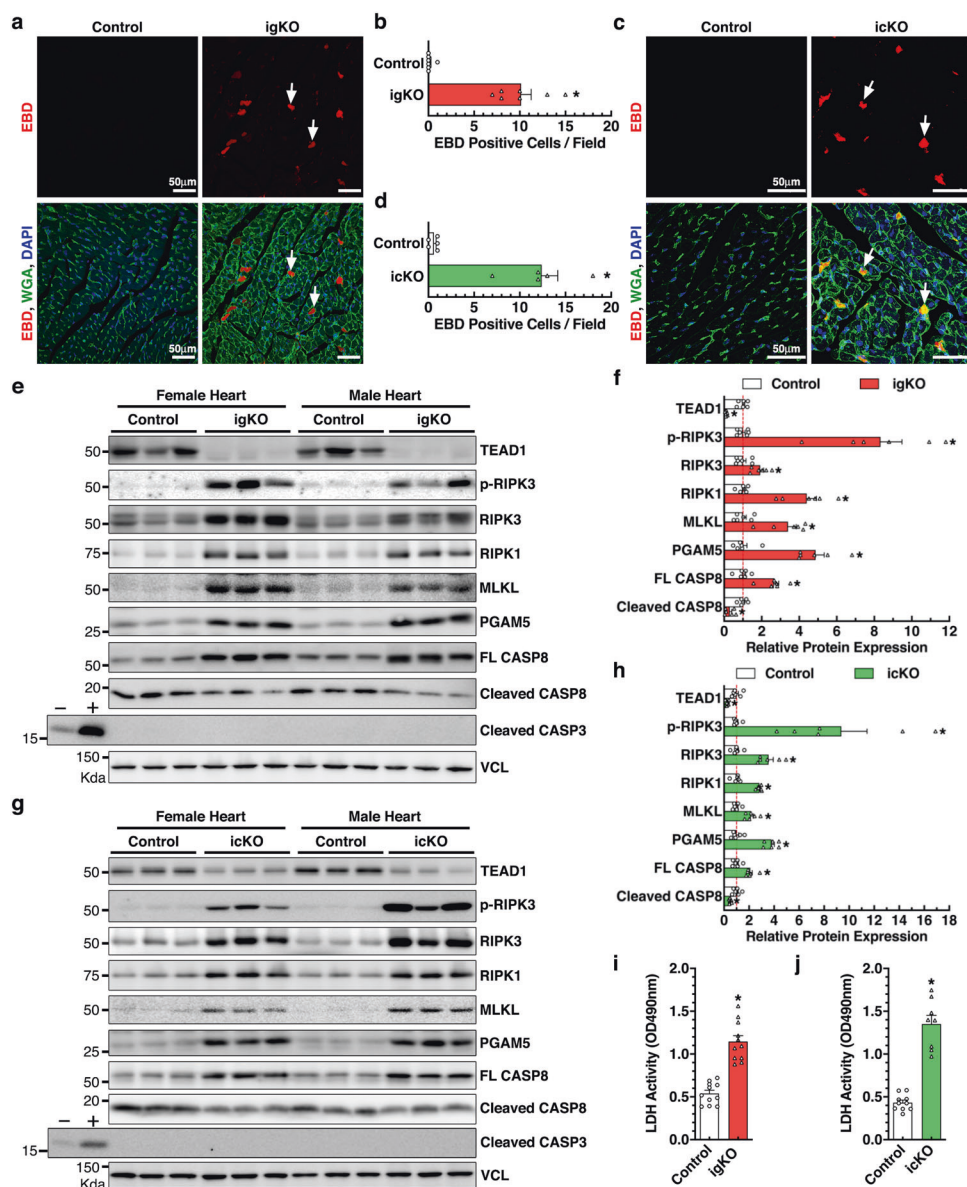 a
Control
igKO
EBD
50μm
EBD, WGA, DAPI
50μm
b
Control
igKO
*
0 5 10 15 20
EBD Positive Cells / Field
d
Control
icKO
*
0 5 10 15 20
EBD Positive Cells / Field
c
Control
icKO
EBD
50μm
EBD, WGA, DAPI
50μm
e
Female Heart Male Heart
Control igKO Control igKO
50 TEAD1
50 p-RIPK3
50 RIPK3
75 RIPK1
50 MLKL
25 PGAM5
50 FL CASP8
20 Cleaved CASP8
− +
15 Cleaved CASP3
150 VCL
Kda
f
Control igKO
TEAD1 *
p-RIPK3 *
RIPK3 *
RIPK1 *
MLKL *
PGAM5 *
FL CASP8 *
Cleaved CASP8 *
0 2 4 6 8 10 12
Relative Protein Expression
g
Female Heart Male Heart
Control icKO Control icKO
50 TEAD1
50 p-RIPK3
50 RIPK3
75 RIPK1
50 MLKL
25 PGAM5
50 FL CASP8
20 Cleaved CASP8
− +
15 Cleaved CASP3
150 VCL
Kda
h
Control icKO
TEAD1 *
p-RIPK3 *
RIPK3 *
RIPK1 *
MLKL *
PGAM5 *
FL CASP8 *
Cleaved CASP8 *
0 2 4 6 8 10 12 14 16 18
Relative Protein Expression
i
LDH Activity (OD490nm)
2.0
1.5
1.0
0.5
0.0
*
Control
igKO
j
LDH Activity (OD490nm)
2.0
1.5
1.0
0.5
0.0
*
Control
icKO